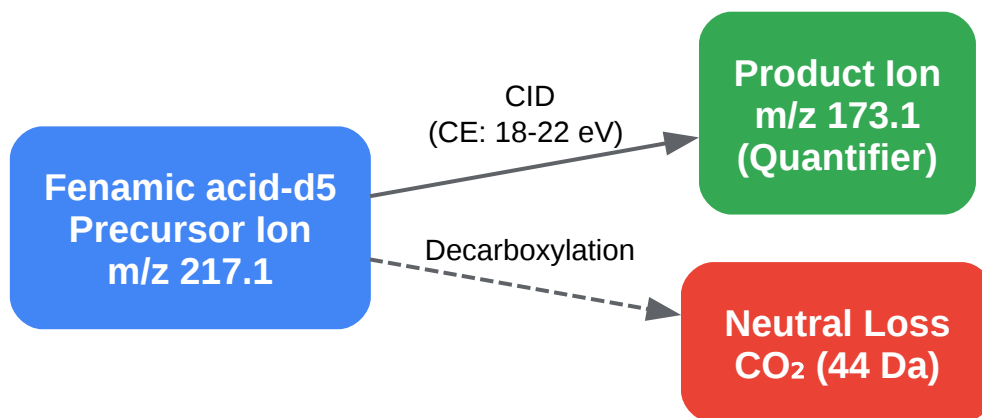 Fenamic acid-d5
Precursor Ion
m/z 217.1
CID
(CE: 18-22 eV)
Product Ion
m/z 173.1
(Quantifier)
Decarboxylation
Neutral Loss
CO₂ (44 Da)